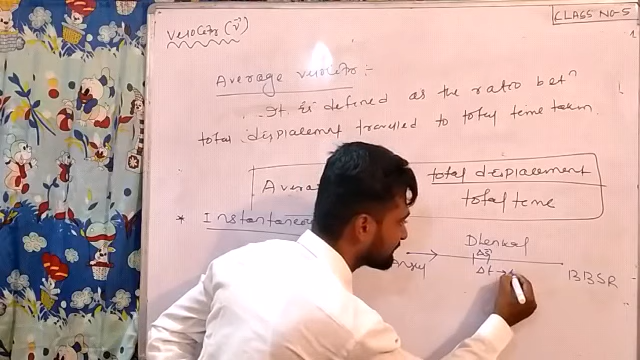 CLASS NO-5
Velocity (v⃗)
Average velocity :-
It is defined as the ratio betⁿ
total displacement travelled to total time taken
total displacement
total time
* Instantaneou
Dhenkal
Δs
Δt →
BBSR